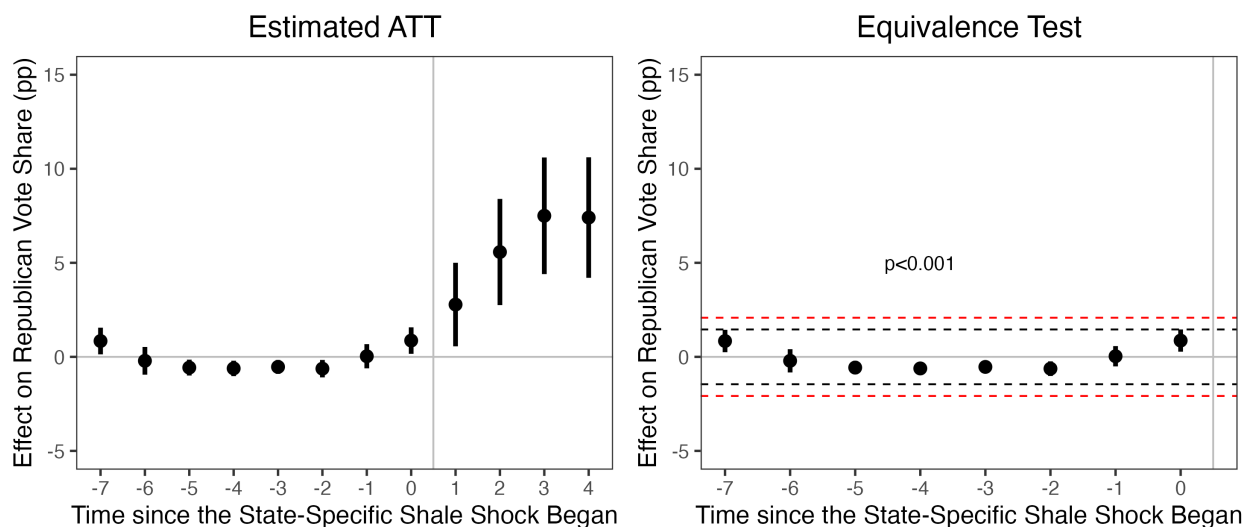 Estimated ATT
Effect on Republican Vote Share (pp)
15
10
5
0
-5
-7 -6 -5 -4 -3 -2 -1 0 1 2 3 4
Time since the State-Specific Shale Shock Began
Equivalence Test
Effect on Republican Vote Share (pp)
15
10
5
0
-5
p<0.001
-7 -6 -5 -4 -3 -2 -1 0
Time since the State-Specific Shale Shock Began